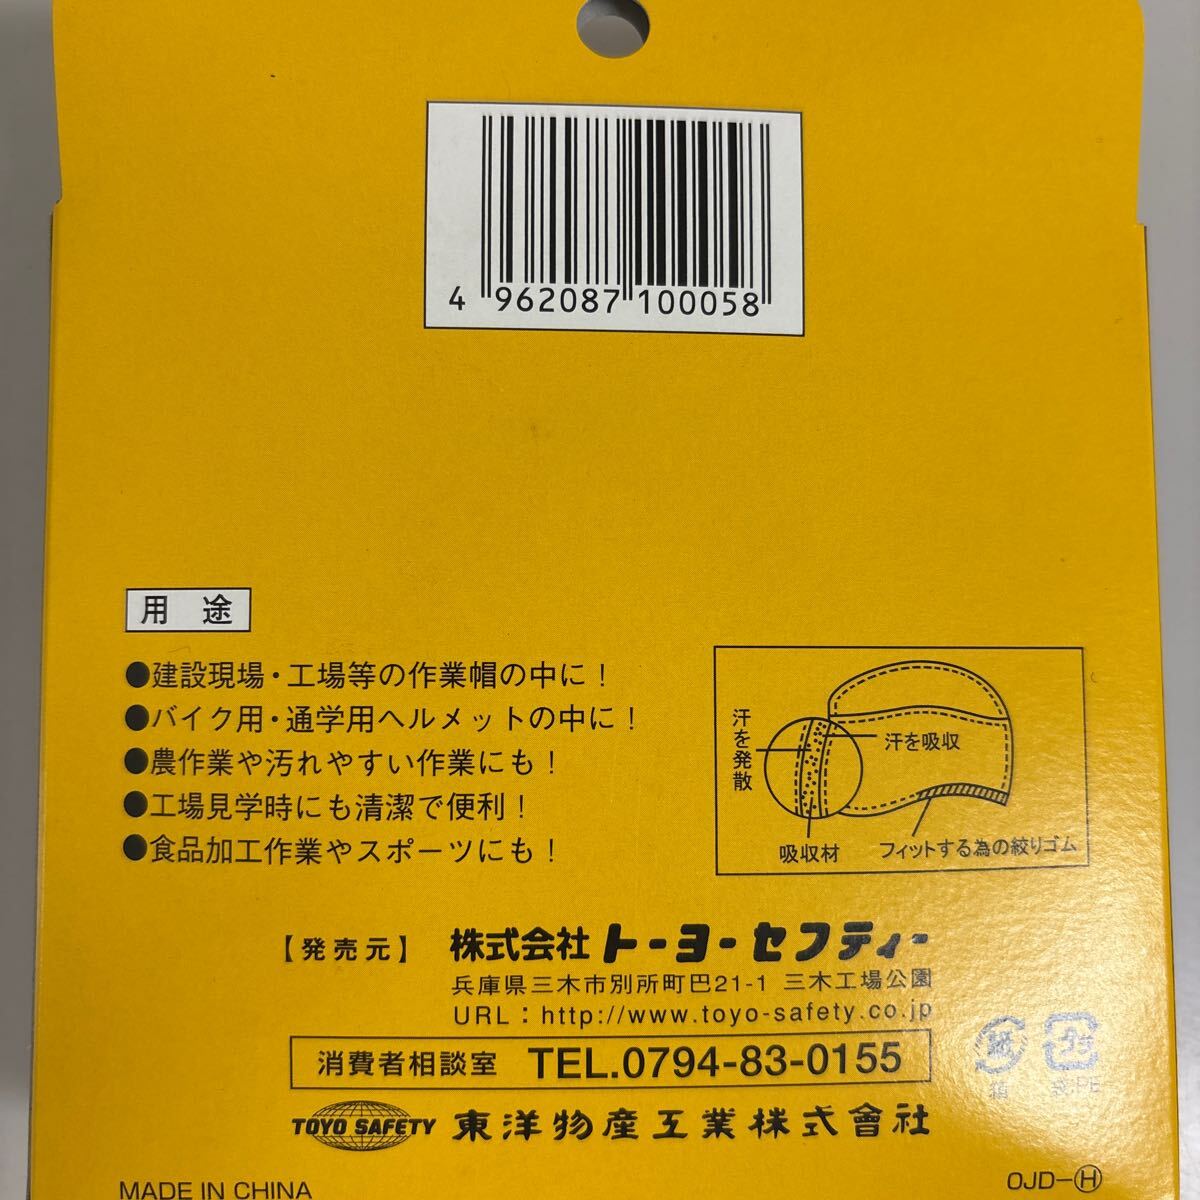 4 962087 100058
用 途
●建設現場・工場等の作業帽の中に！
●バイク用・通学用ヘルメットの中に！
●農作業や汚れやすい作業にも！
●工場見学時にも清潔で便利！
●食品加工作業やスポーツにも！
汗を発散
汗を吸収
吸収材
フィットする為の絞りゴム
【発売元】 株式会社 トーヨーセフティー
兵庫県三木市別所町巴21-1 三木工場公園
URL：http://www.toyo-safety.co.jp
消費者相談室 TEL.0794-83-0155
紙 プラ
箱 袋:PE
TOYO SAFETY 東洋物産工業株式會社
MADE IN CHINA
OJD-Ⓗ